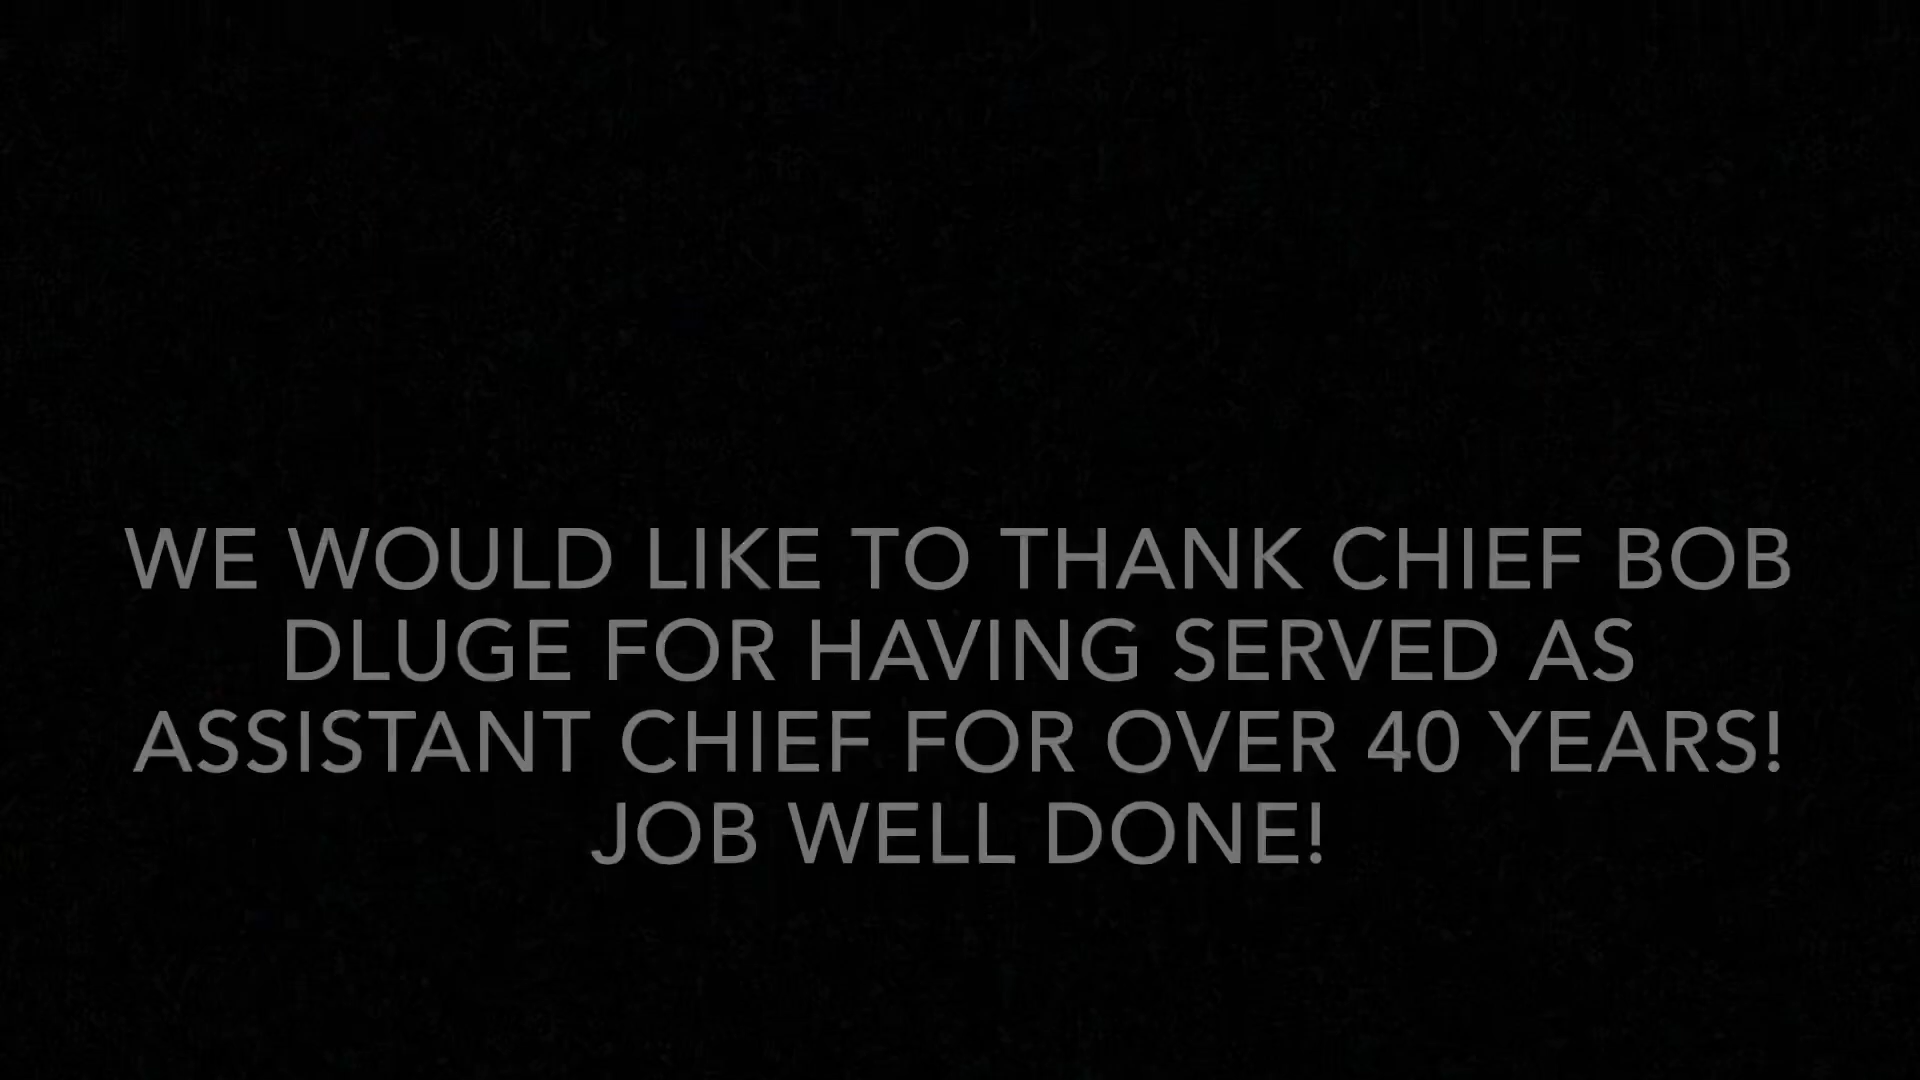 WE WOULD LIKE TO THANK CHIEF BOB
DLUGE FOR HAVING SERVED AS
ASSISTANT CHIEF FOR OVER 40 YEARS!
JOB WELL DONE!